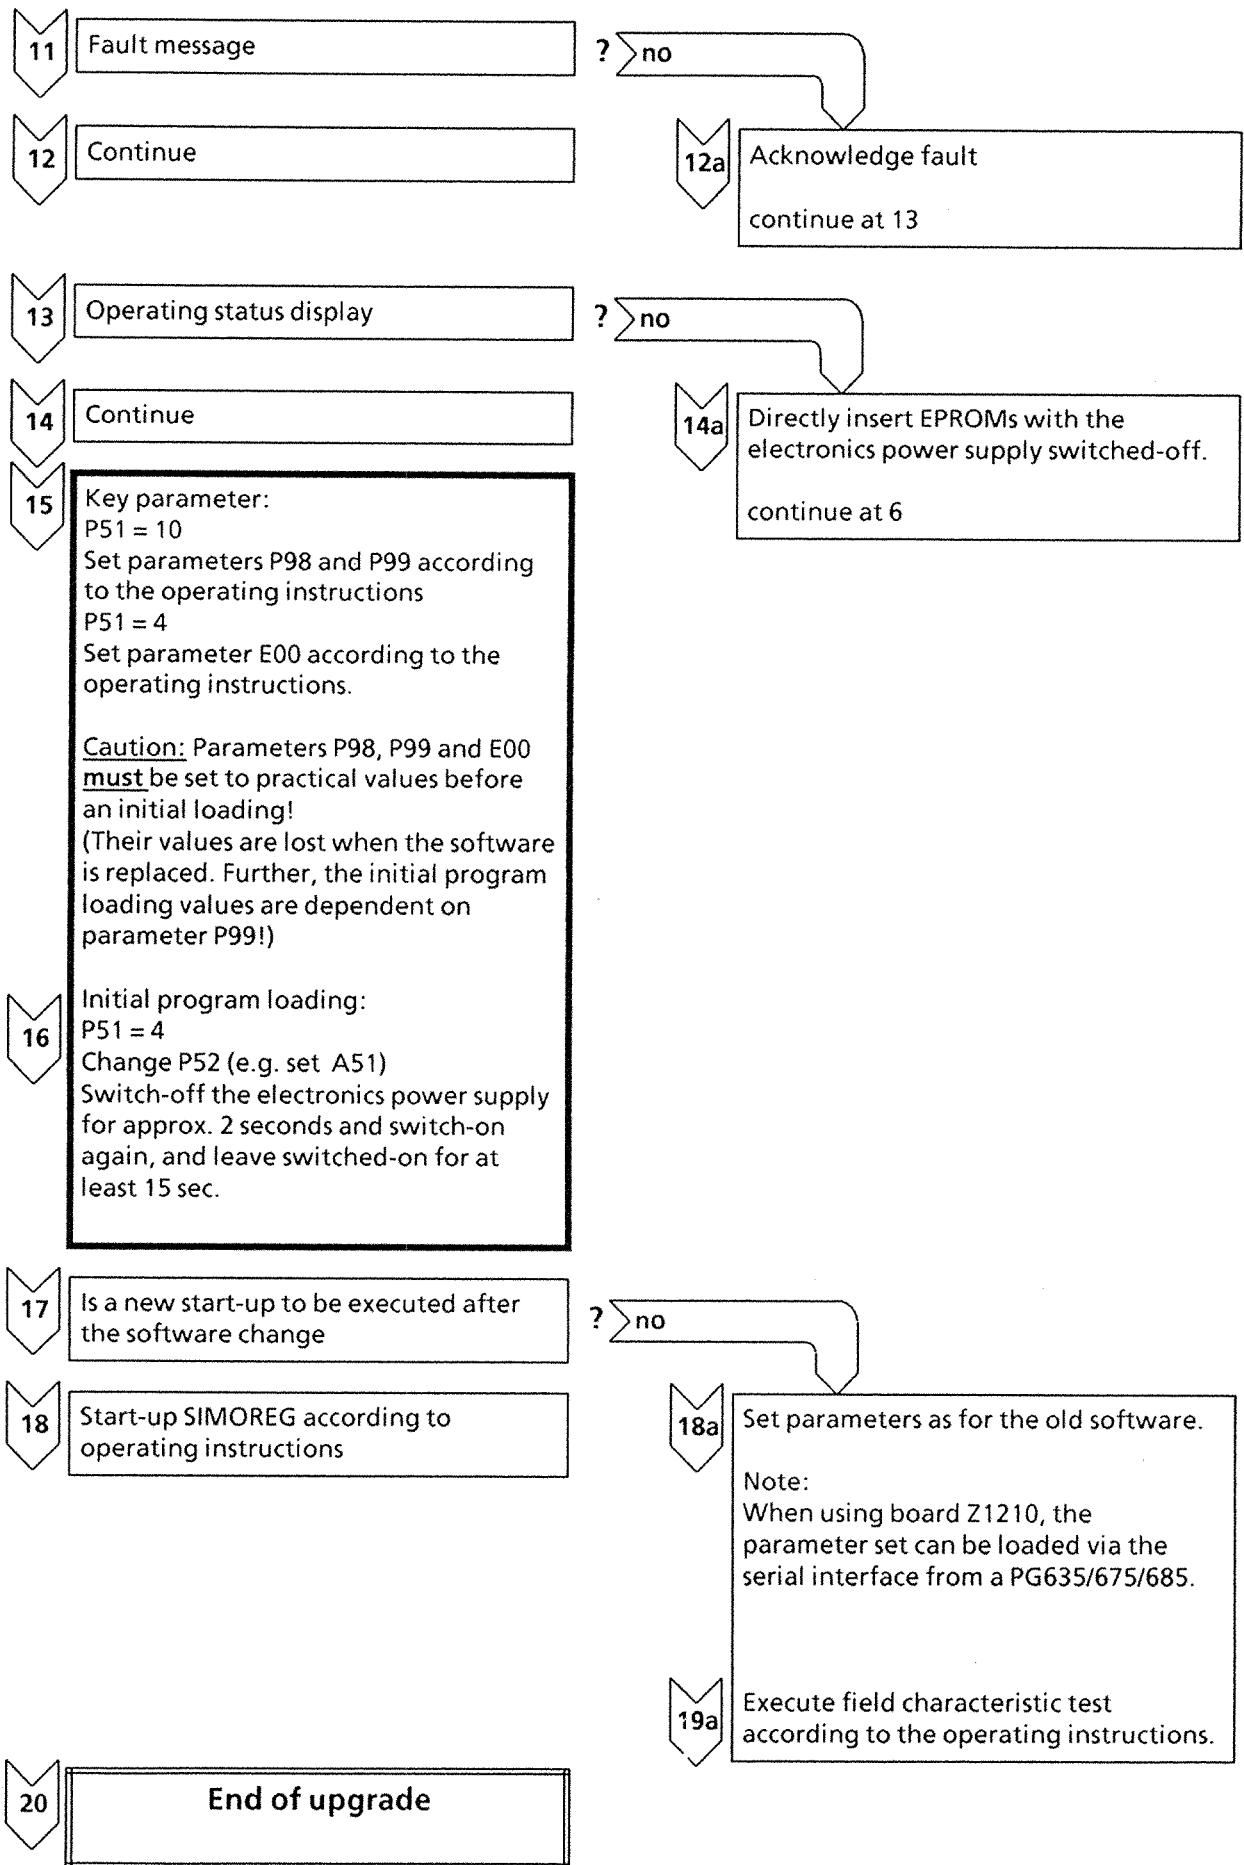 11
Fault message
? no
12
Continue
12a
Acknowledge fault
continue at 13
13
Operating status display
? no
14
Continue
14a
Directly insert EPROMs with the
electronics power supply switched-off.
continue at 6
15
Key parameter:
P51 = 10
Set parameters P98 and P99 according
to the operating instructions
P51 = 4
Set parameter E00 according to the
operating instructions.
Caution: Parameters P98, P99 and E00
must be set to practical values before
an initial loading!
(Their values are lost when the software
is replaced. Further, the initial program
loading values are dependent on
parameter P99!)
16
Initial program loading:
P51 = 4
Change P52 (e.g. set A51)
Switch-off the electronics power supply
for approx. 2 seconds and switch-on
again, and leave switched-on for at
least 15 sec.
17
Is a new start-up to be executed after
the software change
? no
18
Start-up SIMOREG according to
operating instructions
18a
Set parameters as for the old software.
Note:
When using board Z1210, the
parameter set can be loaded via the
serial interface from a PG635/675/685.
19a
Execute field characteristic test
according to the operating instructions.
20
End of upgrade